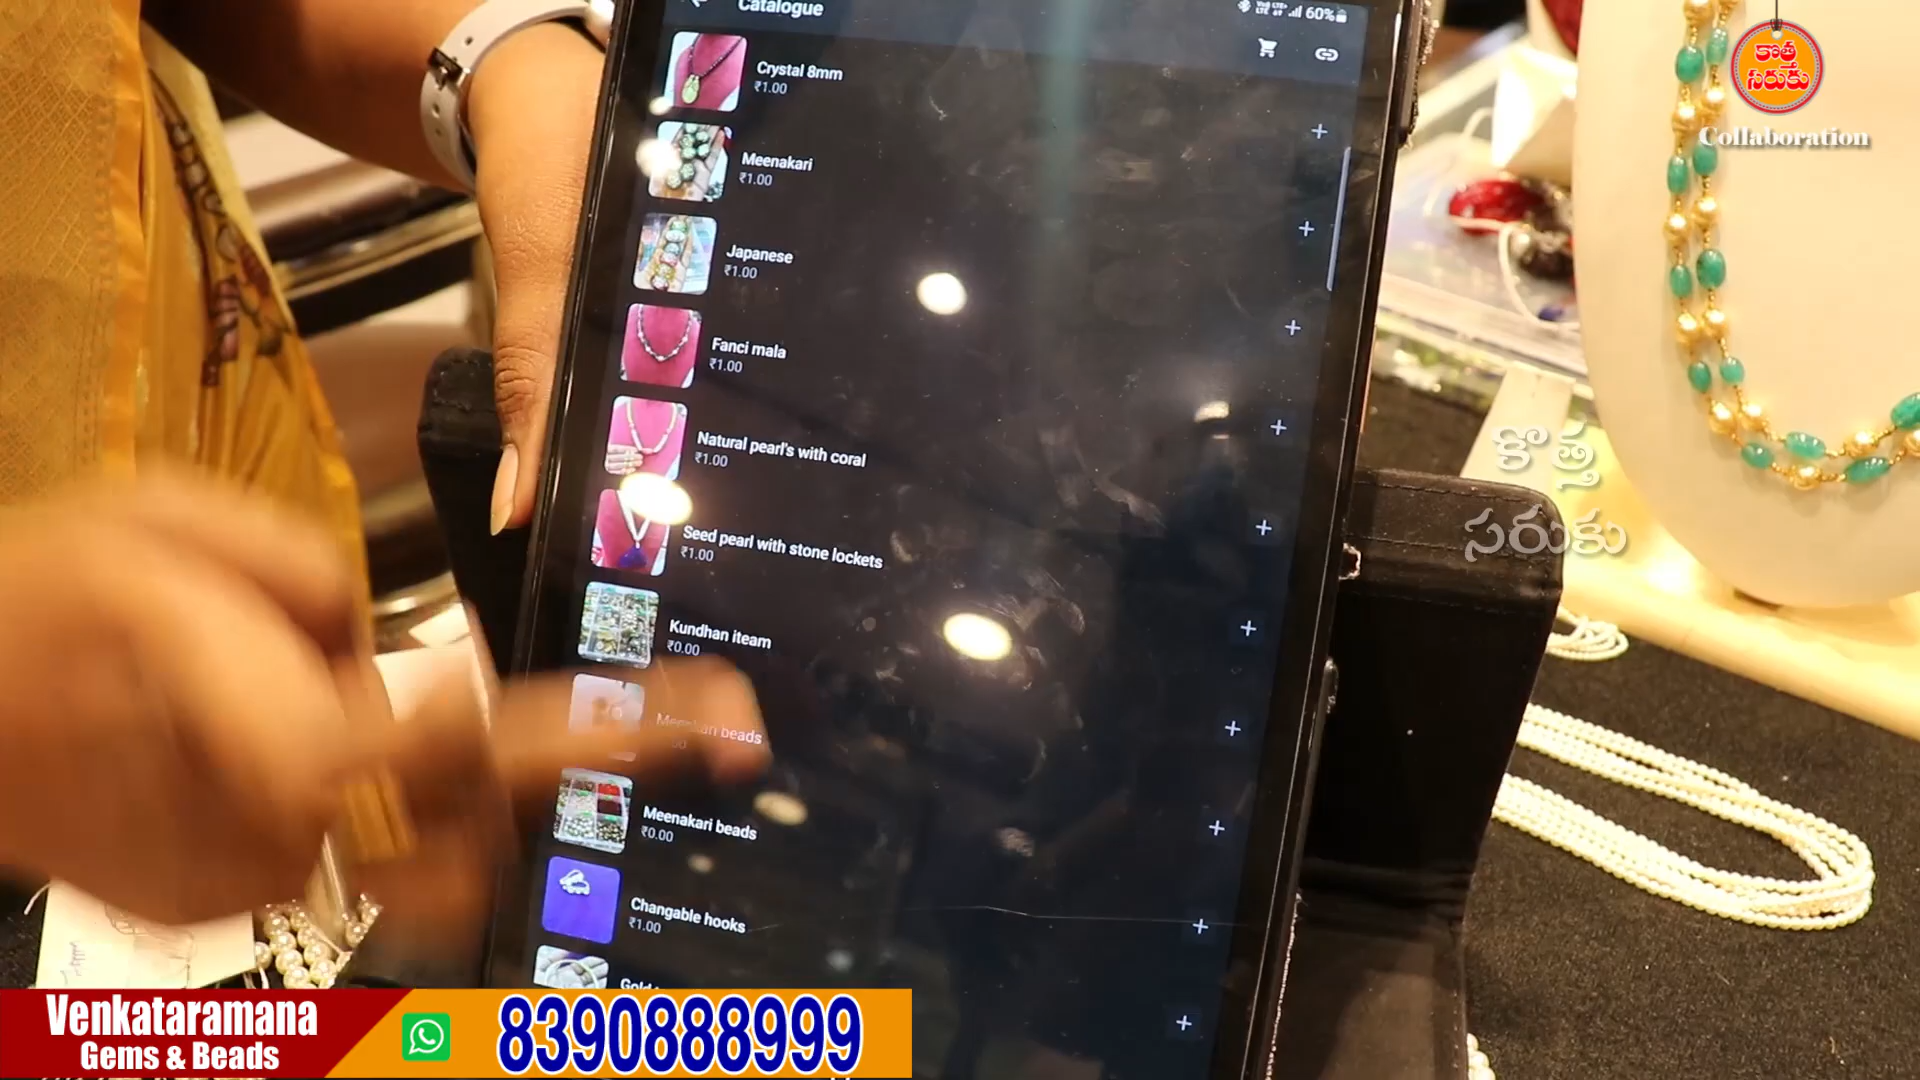 Catalogue
60%
Crystal 8mm
₹1.00
Meenakari
₹1.00
Japanese
₹1.00
Fanci mala
₹1.00
Natural pearl's with coral
₹1.00
Seed pearl with stone lockets
₹1.00
Kundhan iteam
₹0.00
Meenakari beads
Meenakari beads
₹0.00
Changable hooks
₹1.00
కొత్త
సరుకు
Collaboration
కొత్త
సరుకు
Venkataramana
Gems & Beads
8390888999